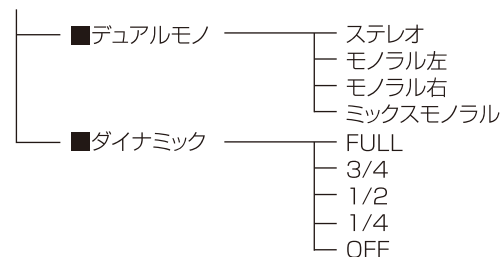 ■デュアルモノ
ステレオ
モノラル左
モノラル右
ミックスモノラル
■ダイナミック
FULL
3/4
1/2
1/4
OFF